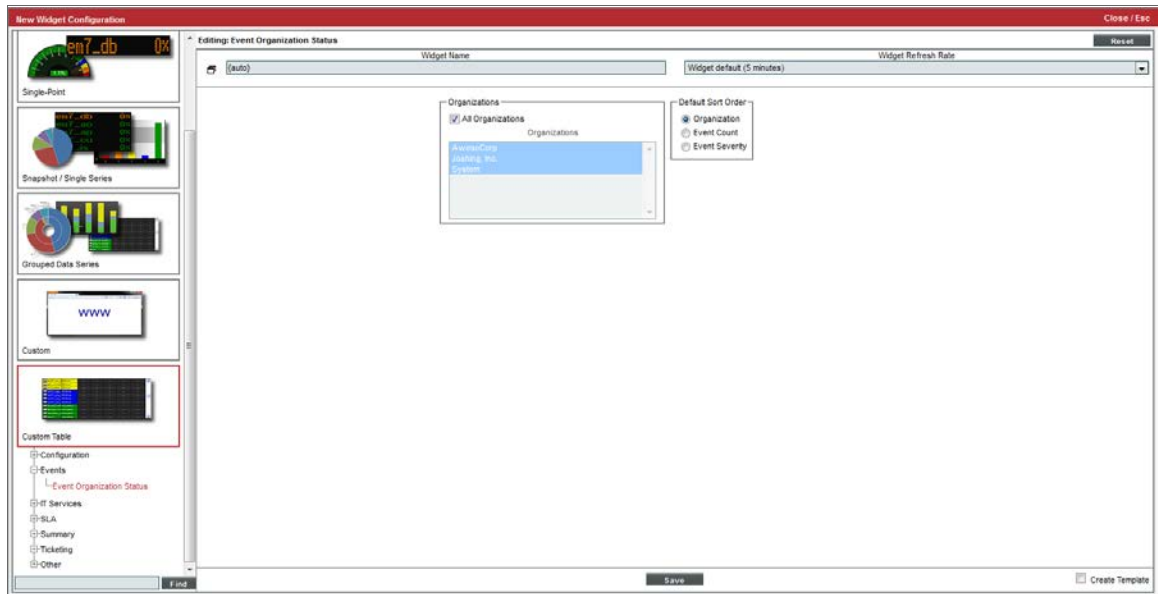 New Widget Configuration
Close / Esc
em7_db 0%
Single-Point
Snapshot / Single Series
Grouped Data Series
www
Custom
Custom Table
Configuration
Events
Event Organization Status
IT Services
SLA
Summary
Ticketing
Other
Find
Editing: Event Organization Status
Reset
Widget Name
Widget Refresh Rate
(auto)
Widget default (5 minutes)
Organizations
All Organizations
Organizations
System
Default Sort Order
Organization
Event Count
Event Severity
Save
Create Template